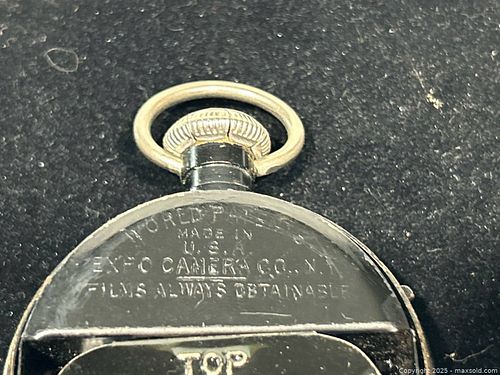 WORLD PATENTS
MADE IN
U.S.A.
EXPO CAMERA CO., N.Y.
FILMS ALWAYS OBTAINABLE
TOP
Copyright 2025 - maxsold.com